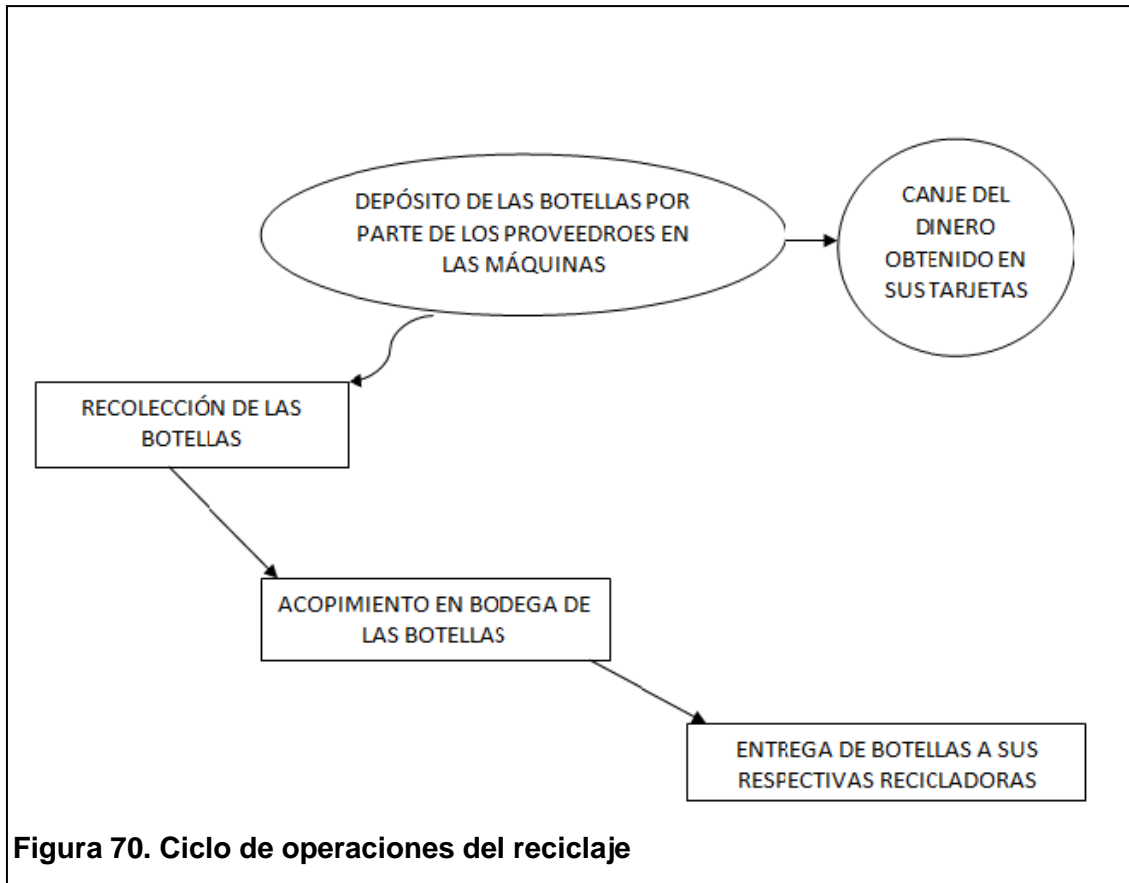 DEPÓSITO DE LAS BOTELLAS POR
PARTE DE LOS PROVEEDROES EN
LAS MÁQUINAS
CANJE DEL
DINERO
OBTENIDO EN
SUS TARJETAS
RECOLECCIÓN DE LAS
BOTELLAS
ACOPIMIENTO EN BODEGA DE
LAS BOTELLAS
ENTREGA DE BOTELLAS A SUS
RESPECTIVAS RECICLADORAS
Figura 70. Ciclo de operaciones del reciclaje